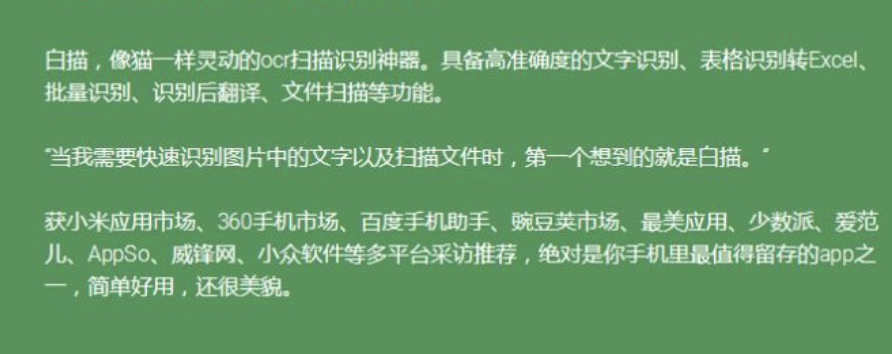 白描，像猫一样灵动的ocr扫描识别神器。具备高准确度的文字识别、表格识别转Excel、
批量识别、识别后翻译、文件扫描等功能。
“当我需要快速识别图片中的文字以及扫描文件时，第一个想到的就是白描。”
获小米应用市场、360手机市场、百度手机助手、豌豆荚市场、最美应用、少数派、爱范
儿、AppSo、威锋网、小众软件等多平台采访推荐，绝对是你手机里最值得留存的app之
一，简单好用，还很美貌。